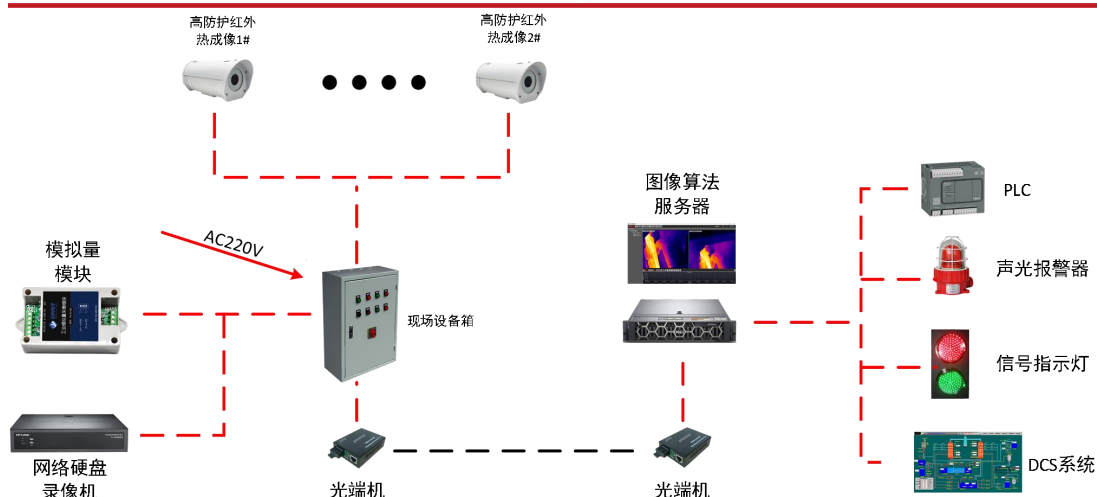 高防护红外
热成像1#
高防护红外
热成像2#
图像算法
服务器
PLC
AC220V
模拟量
模块
声光报警器
现场设备箱
信号指示灯
网络硬盘
录像机
光端机
光端机
DCS系统